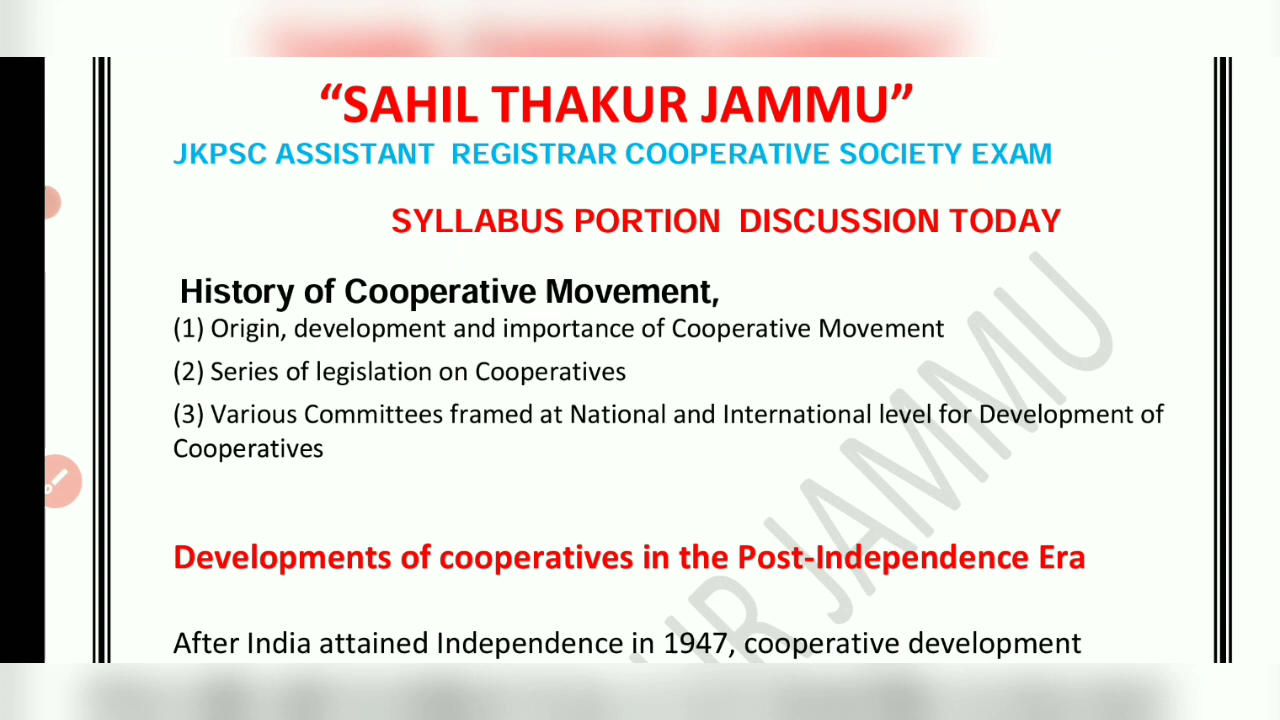 “SAHIL THAKUR JAMMU”
JKPSC ASSISTANT REGISTRAR COOPERATIVE SOCIETY EXAM
SYLLABUS PORTION DISCUSSION TODAY
History of Cooperative Movement,
(1) Origin, development and importance of Cooperative Movement
(2) Series of legislation on Cooperatives
(3) Various Committees framed at National and International level for Development of
Cooperatives
Developments of cooperatives in the Post-Independence Era
After India attained Independence in 1947, cooperative development
UR JAMMU